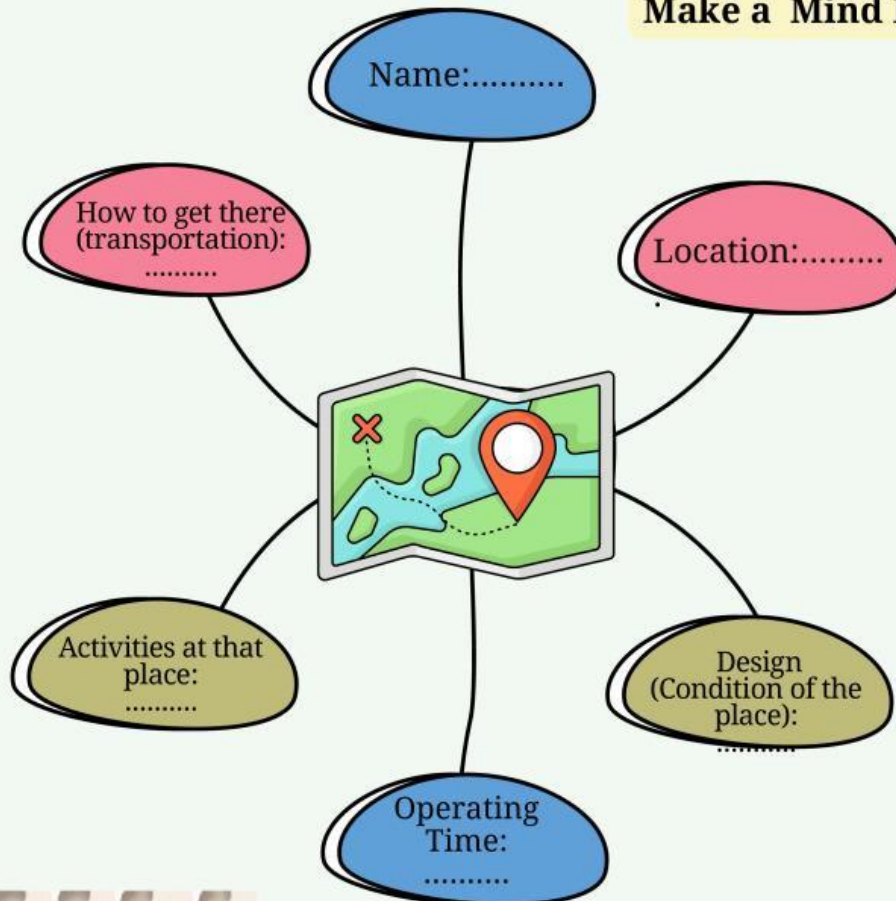 Make a Mind
Name:..........
How to get there
(transportation):
..........
Location:.........
.
Activities at that
place:
..........
Design
(Condition of the
place):
...........
Operating
Time:
..........